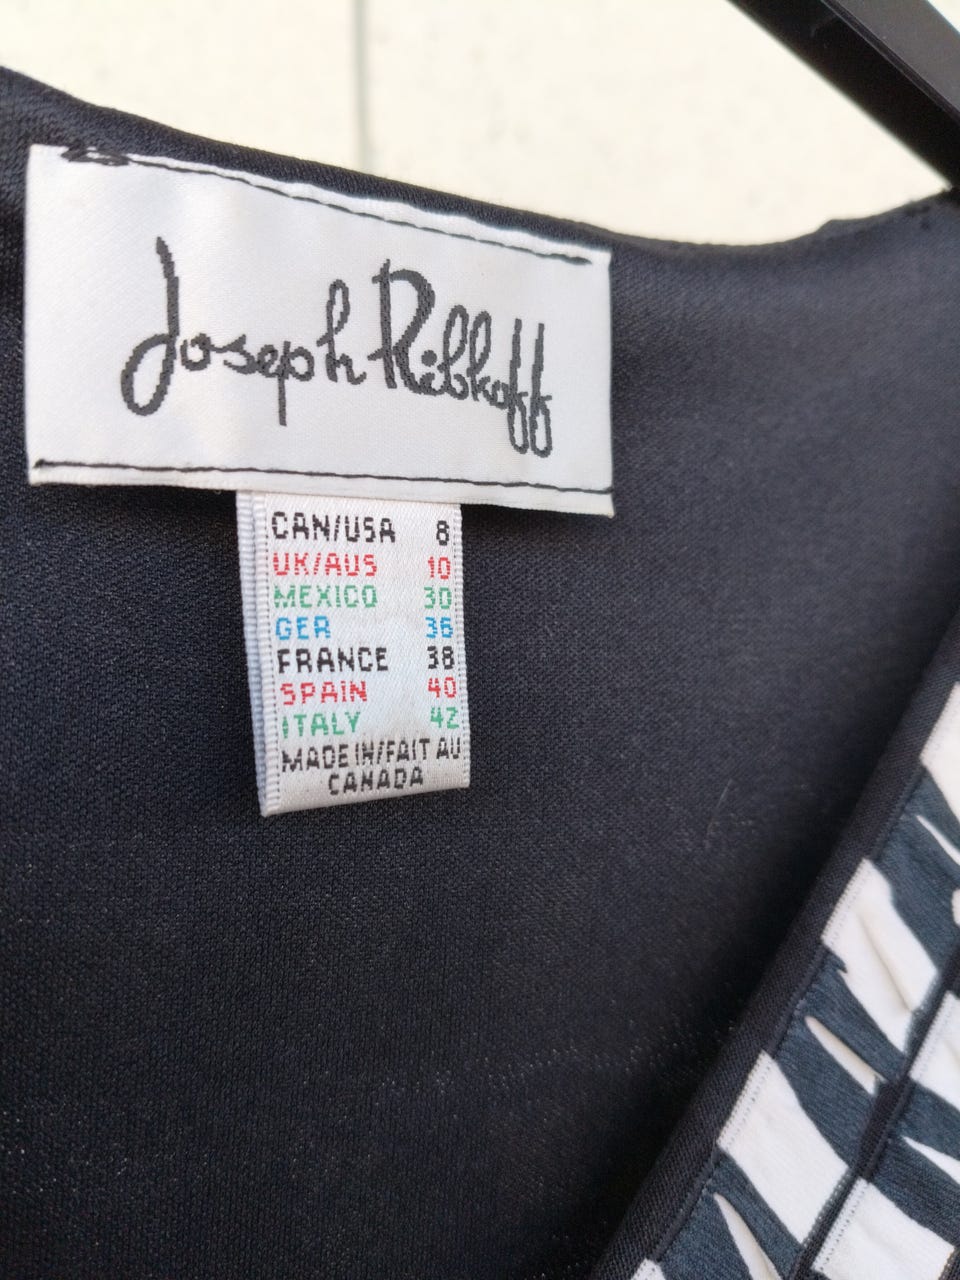 Joseph Ribkoff
CAN/USA 8
UK/AUS 10
MEXICO 30
GER 36
FRANCE 38
SPAIN 40
ITALY 42
MADE IN/FAIT AU
CANADA